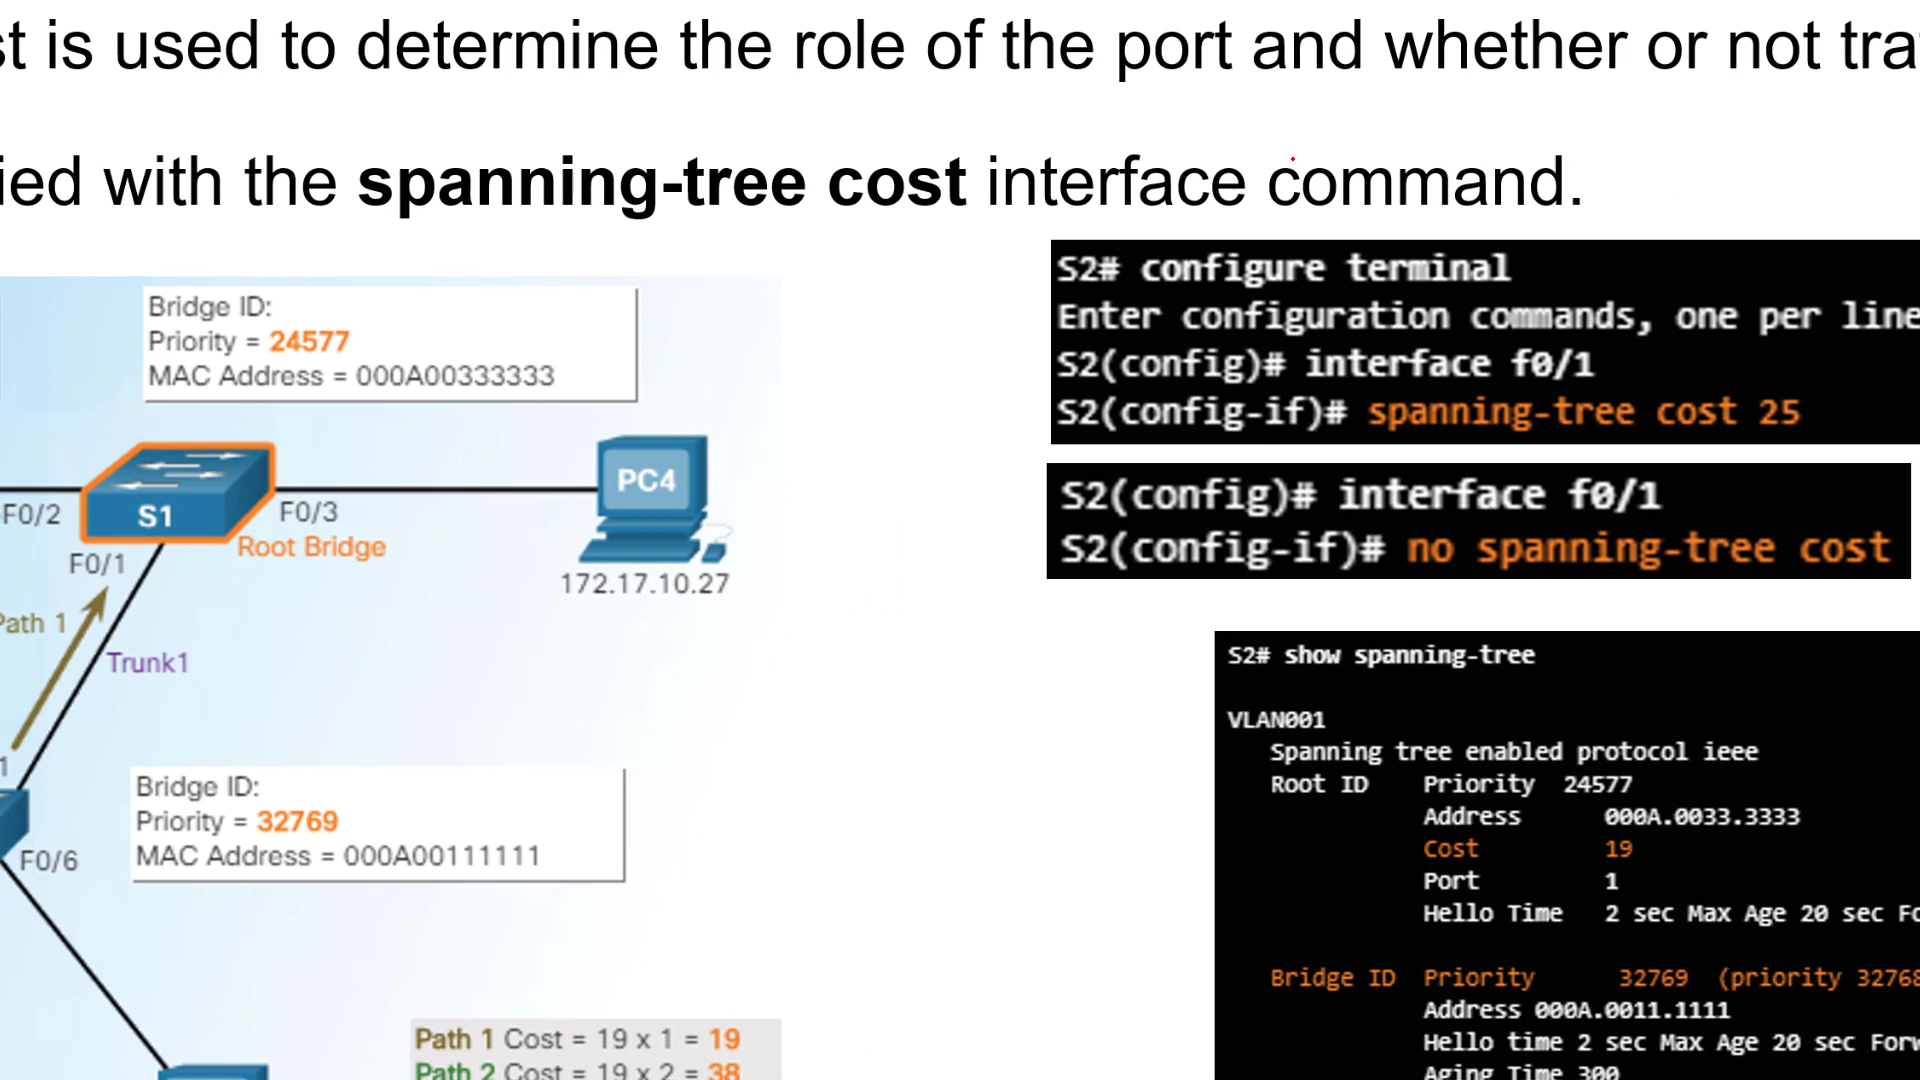 st is used to determine the role of the port and whether or not tra
ied with the spanning-tree cost interface command.
Bridge ID:
Priority = 24577
MAC Address = 000A00333333
F0/2
S1
F0/3
Root Bridge
F0/1
PC4
172.17.10.27
Path 1
Trunk1
1
Bridge ID:
Priority = 32769
MAC Address = 000A00111111
F0/6
Path 1 Cost = 19 x 1 = 19
Path 2 Cost = 19 x 2 = 38
S2# configure terminal
Enter configuration commands, one per line
S2(config)# interface f0/1
S2(config-if)# spanning-tree cost 25
S2(config)# interface f0/1
S2(config-if)# no spanning-tree cost
S2# show spanning-tree
VLAN001
Spanning tree enabled protocol ieee
Root ID Priority 24577
Address 000A.0033.3333
Cost 19
Port 1
Hello Time 2 sec Max Age 20 sec Fo
Bridge ID Priority 32769 (priority 32768
Address 000A.0011.1111
Hello time 2 sec Max Age 20 sec Forw
Aging Time 300